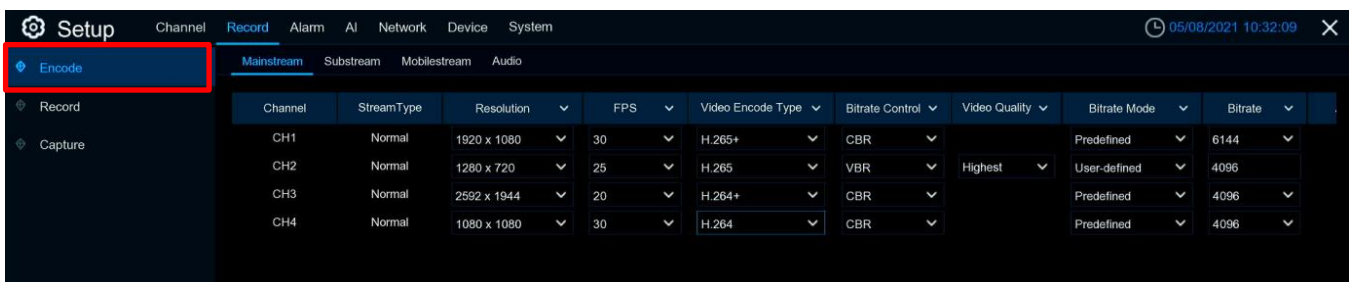 Setup Channel Record Alarm AI Network Device System 05/08/2021 10:32:09
Encode
Mainstream Substream Mobilestream Audio
Record
Capture
Channel StreamType Resolution FPS Video Encode Type Bitrate Control Video Quality Bitrate Mode Bitrate
CH1 Normal 1920 x 1080 30 H.265+ CBR Predefined 6144
CH2 Normal 1280 x 720 25 H.265 VBR Highest User-defined 4096
CH3 Normal 2592 x 1944 20 H.264+ CBR Predefined 4096
CH4 Normal 1080 x 1080 30 H.264 CBR Predefined 4096